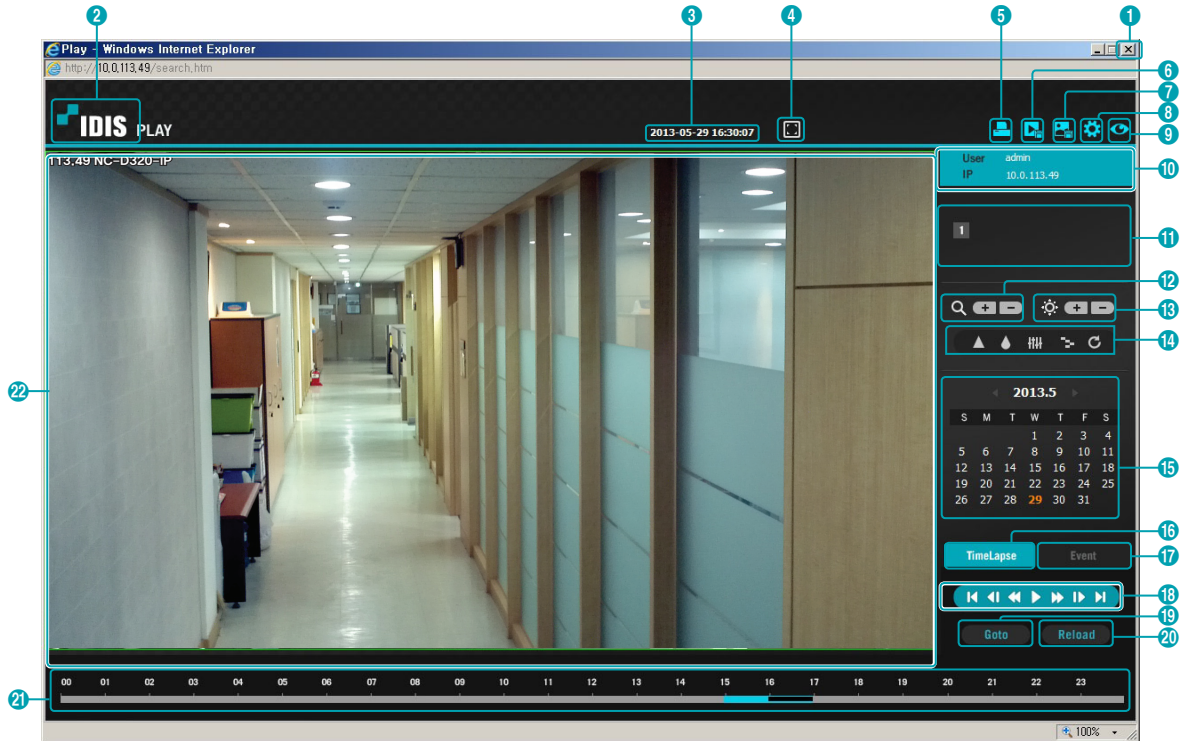 2
3
4
5
1
Play - Windows Internet Explorer
http://10,0,113,49/search,htm
6
7
8
9
IDIS PLAY
2013-05-29 16:30:07
113,49 NC-D320-IP
User admin
IP 10.0.113.49
10
1
11
12
13
14
22
2013.5
S M T W T F S
1 2 3 4
5 6 7 8 9 10 11
12 13 14 15 16 17 18
19 20 21 22 23 24 25
26 27 28 29 30 31
15
16
TimeLapse Event
17
18
19
Goto Reload
20
00 01 02 03 04 05 06 07 08 09 10 11 12 13 14 15 16 17 18 19 20 21 22 23
21
100%